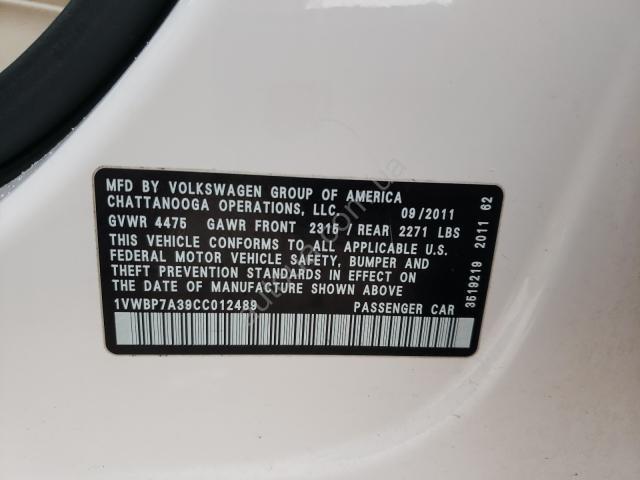 MFD BY VOLKSWAGEN GROUP OF AMERICA
CHATTANOOGA OPERATIONS, LLC 09/2011
GVWR 4475 GAWR FRONT 2315 / REAR 2271 LBS
THIS VEHICLE CONFORMS TO ALL APPLICABLE U.S.
FEDERAL MOTOR VEHICLE SAFETY, BUMPER AND
THEFT PREVENTION STANDARDS IN EFFECT ON
THE DATE OF MANUFACTURE SHOWN ABOVE
1VWBP7A39CC012489 PASSENGER CAR
3519219 2011 62